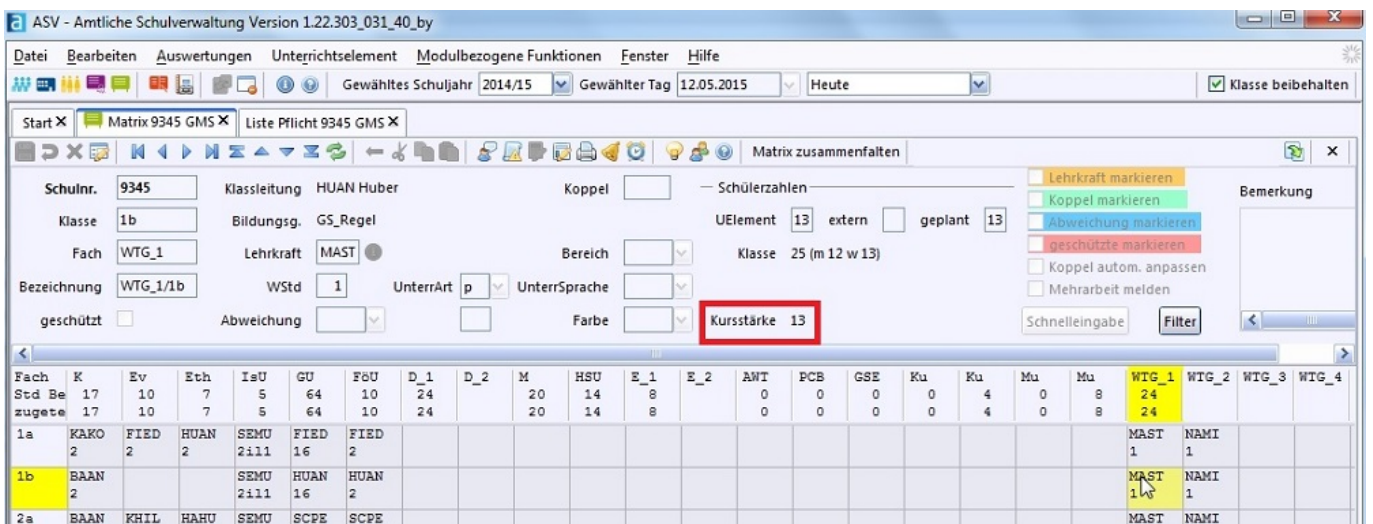 ASV - Amtliche Schulverwaltung Version 1.22.303_031_40_by
Datei Bearbeiten Auswertungen Unterrichtselement Modulbezogene Funktionen Fenster Hilfe
Gewähltes Schuljahr 2014/15 Gewählter Tag 12.05.2015 Heute Klasse beibehalten
Start Matrix 9345 GMS Liste Pflicht 9345 GMS
Matrix zusammenfalten
Schulnr. 9345 Klassleitung HUAN Huber Koppel Schülerzahlen Lehrkraft markieren Bemerkung
Koppel markieren
Klasse 1b Bildungsg. GS_Regel UElement 13 extern geplant 13 Abweichung markieren
geschützte markieren
Fach WTG_1 Lehrkraft MAST Bereich Klasse 25 (m 12 w 13)
Koppel autom. anpassen
Bezeichnung WTG_1/1b WStd 1 UnterrArt p UnterrSprache Mehrarbeit melden
geschützt Abweichung Farbe Kursstärke 13 Schnelleingabe Filter
Fach K Ev Eth IsU GU FöU D_1 D_2 M HSU E_1 E_2 AWT PCB GSE Ku Ku Mu Mu WTG_1 WTG_2 WTG_3 WTG_4
Std Be 17 10 7 5 64 10 24 20 14 8 0 0 0 0 4 0 8 24
zugete 17 10 7 5 64 10 24 20 14 8 0 0 0 0 4 0 8 24
1a KAKO FIED HUAN SEMU FIED FIED MAST NAMI
2 2 2 2ill 16 2 1 1
1b BAAN SEMU HUAN HUAN MAST NAMI
2 2ill 16 2 1 1
2a BAAN KHIL HAHU SEMU SCPE SCPE MAST NAMI